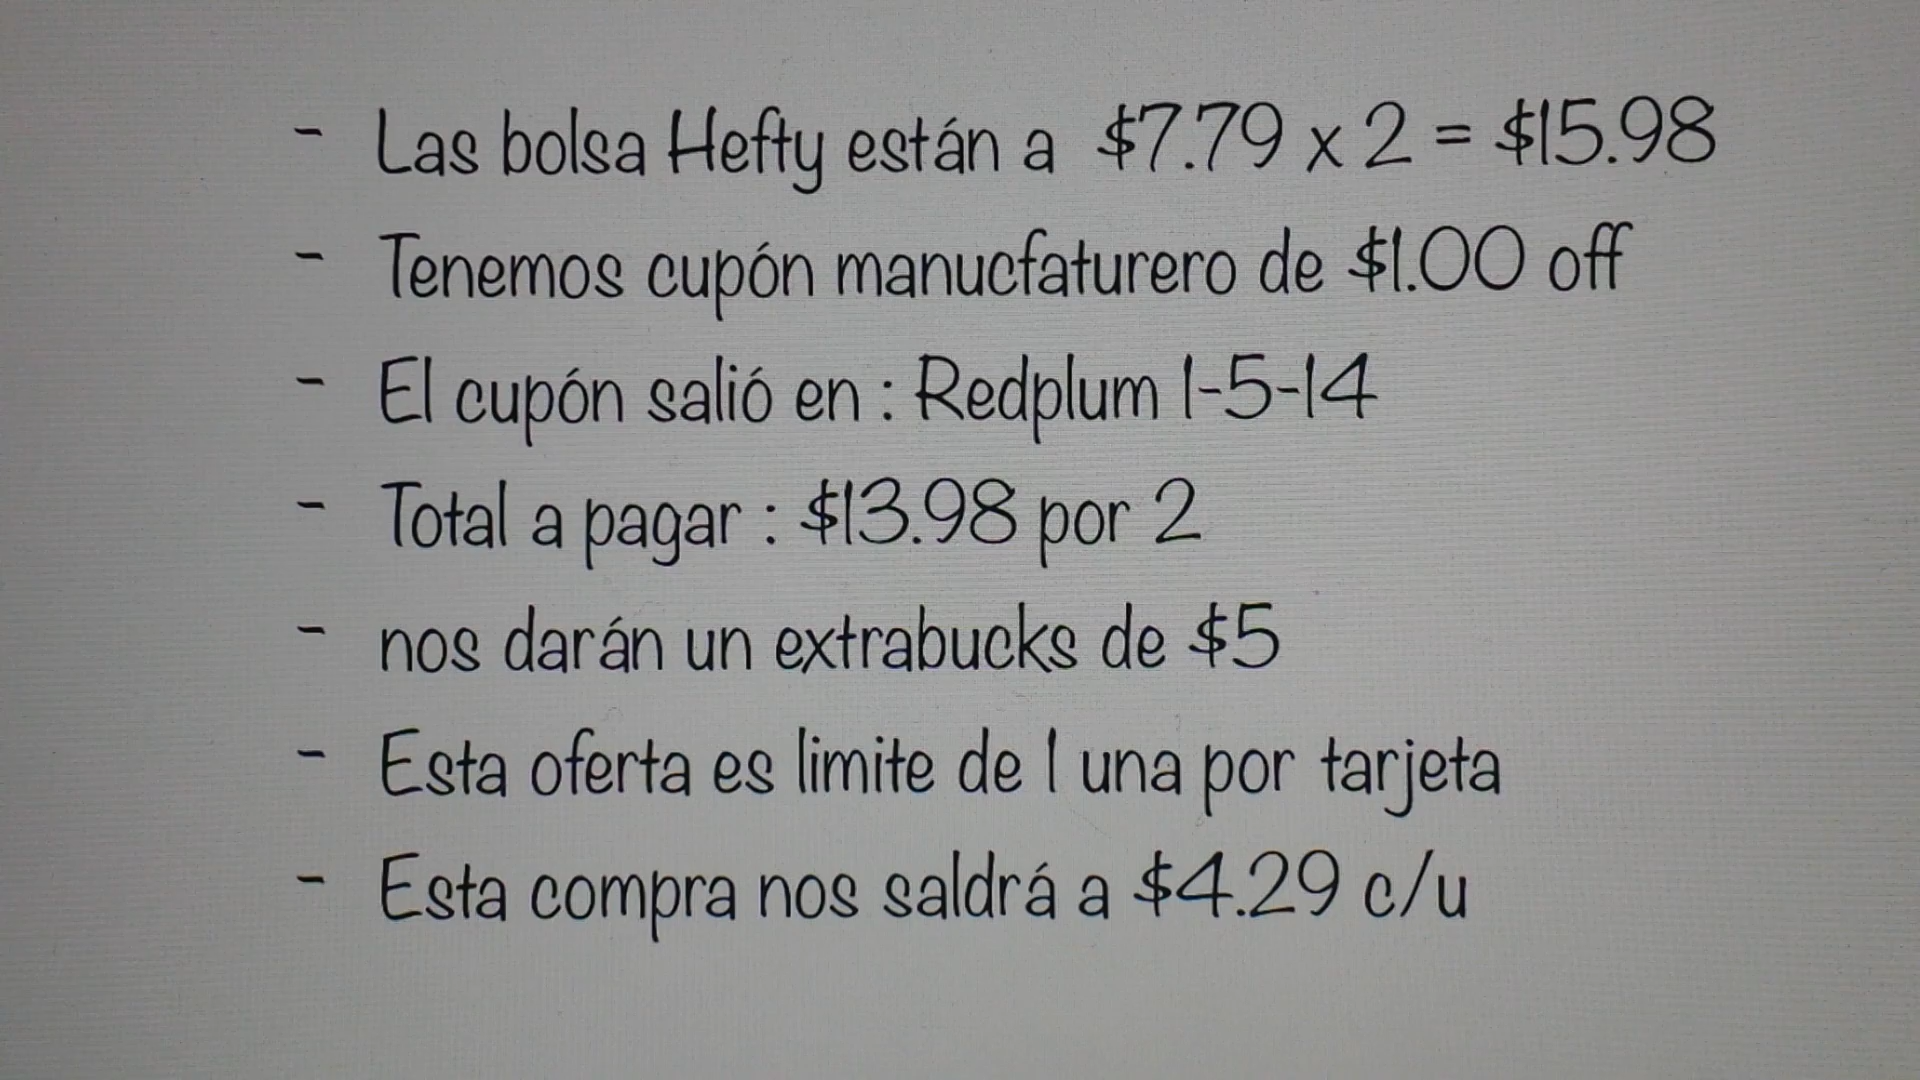 - Las bolsa Hefty están a $7.79 x 2 = $15.98
- Tenemos cupón manucfaturero de $1.00 off
- El cupón salió en : Redplum 1-5-14
- Total a pagar : $13.98 por 2
- nos darán un extrabucks de $5
- Esta oferta es limite de 1 una por tarjeta
- Esta compra nos saldrá a $4.29 c/u